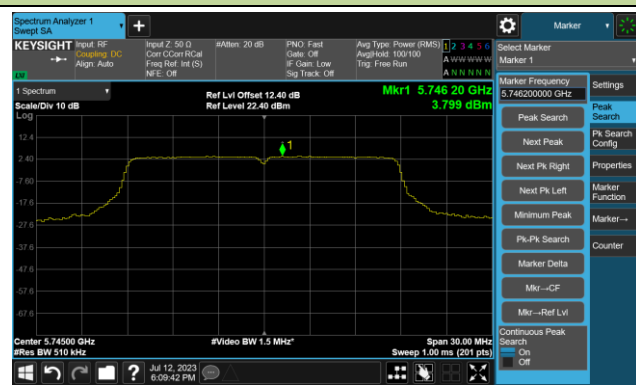 Spectrum Analyzer 1
Swept SA
Marker
KEYSIGHT
Input: RF
Coupling: DC
Align: Auto
Input Z: 50 Ω
Corr CCorr RCal
Freq Ref: Int (S)
NFE: Off
#Atten: 20 dB
PNO: Fast
Gate: Off
IF Gain: Low
Sig Track: Off
Avg Type: Power (RMS)
Avg|Hold: 100/100
Trig: Free Run
1 2 3 4 5 6
A W W W W W
A N N N N N
Select Marker
Marker 1
LV
1 Spectrum
Scale/Div 10 dB
Log
Ref Lvl Offset 12.40 dB
Ref Level 22.40 dBm
Mkr1 5.746 20 GHz
3.799 dBm
1
12.4
2.40
-7.60
-17.6
-27.6
-37.6
-47.6
-57.6
-67.6
Center 5.74500 GHz
#Res BW 510 kHz
#Video BW 1.5 MHz*
Span 30.00 MHz
Sweep 1.00 ms (201 pts)
Marker Frequency
5.746200000 GHz
Peak Search
Next Peak
Next Pk Right
Next Pk Left
Minimum Peak
Pk-Pk Search
Marker Delta
Mkr→CF
Mkr→Ref Lvl
Continuous Peak
Search
On
Off
Settings
Peak
Search
Pk Search
Config
Properties
Marker
Function
Marker→
Counter
Jul 12, 2023
6:09:42 PM